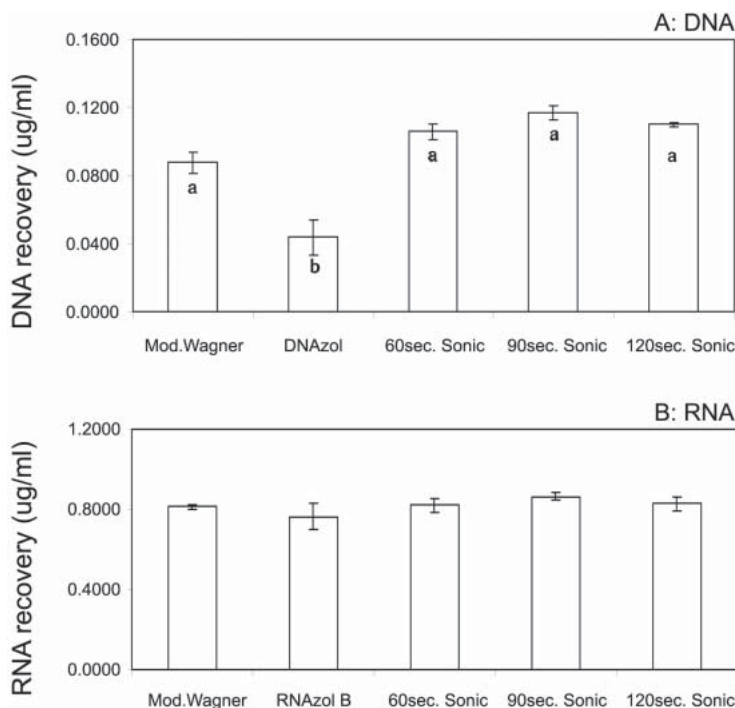 A: DNA
DNA recovery (ug/ml)
0.1600
0.1200
0.0800
0.0400
0.0000
a
b
a
a
a
Mod.Wagner DNAzol 60sec. Sonic 90sec. Sonic 120sec. Sonic
B: RNA
RNA recovery (ug/ml)
1.2000
0.8000
0.4000
0.0000
Mod.Wagner RNAzol B 60sec. Sonic 90sec. Sonic 120sec. Sonic